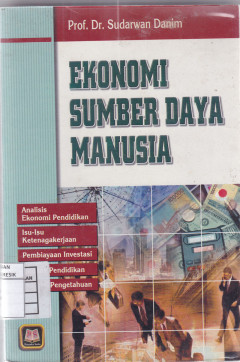 Prof. Dr. Sudarwan Danim
EKONOMI
SUMBER DAYA
MANUSIA
Analisis
Ekonomi Pendidikan
Isu-Isu
Ketenagakerjaan
Pembiayaan Investasi
Pendidikan
Pengetahuan